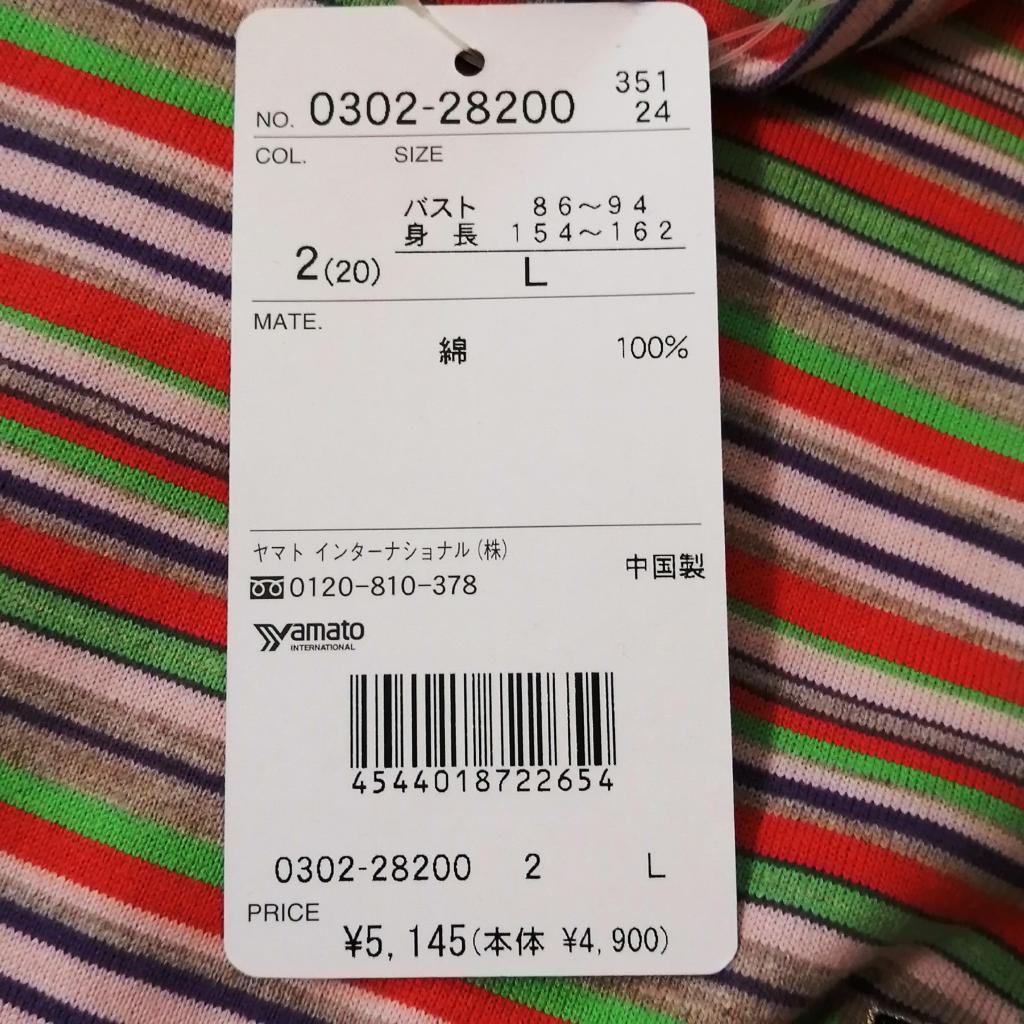 351
NO. 0302-28200 24
COL. SIZE
バスト 86～94
身長 154～162
2(20) L
MATE.
綿 100%
ヤマト インターナショナル(株)
中国製
0120-810-378
Yamato
INTERNATIONAL
4544018722654
0302-28200 2 L
PRICE
¥5,145(本体 ¥4,900)